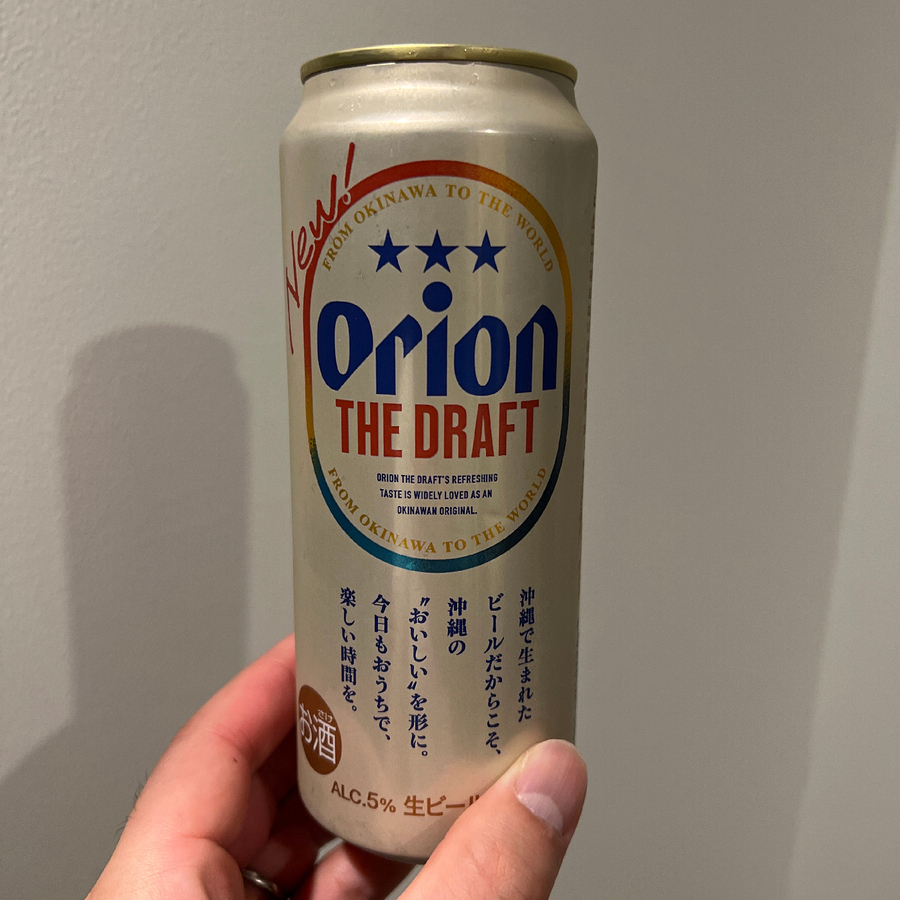 New!
FROM OKINAWA TO THE WORLD
Orion
THE DRAFT
ORION THE DRAFT'S REFRESHING
TASTE IS WIDELY LOVED AS AN
OKINAWAN ORIGINAL.
FROM OKINAWA TO THE WORLD
沖縄で生まれた
ビールだからこそ、
沖縄の
〝おいしい〟を形に。
今日もおうちで、
楽しい時間を。
さけ
お酒
ALC.5% 生ビール